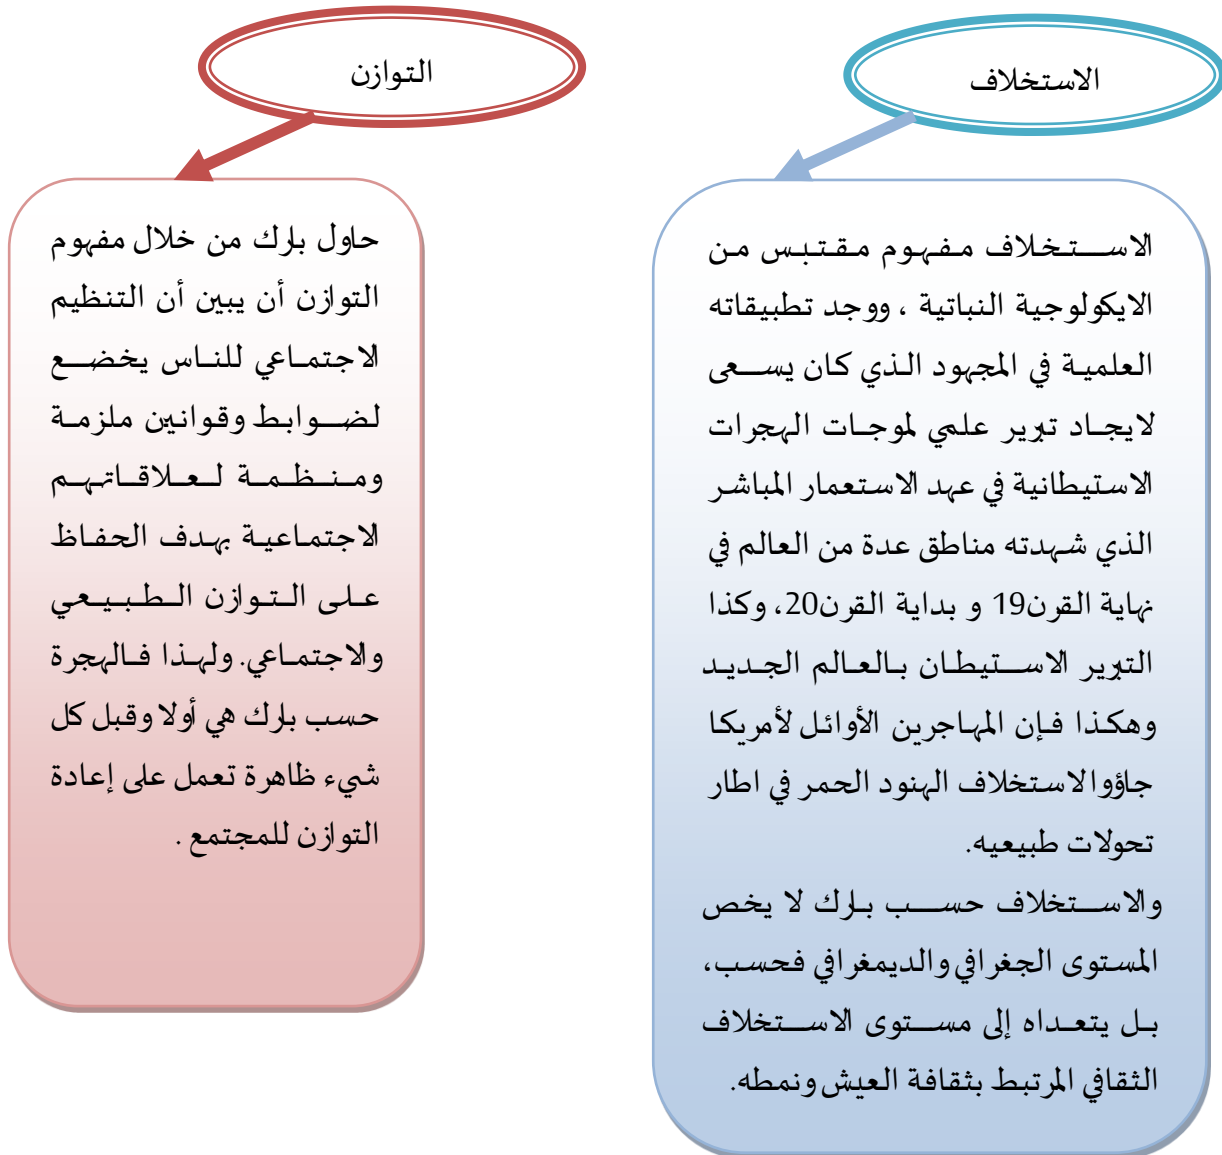 الاستخلاف
الاستخلاف مفهوم مقتبس من
الايكولوجية النباتية ، ووجد تطبيقاته
العلمية في المجهود الذي كان يسعى
لايجاد تبرير علمي لموجات الهجرات
الاستيطانية في عهد الاستعمار المباشر
الذي شهدته مناطق عدة من العالم في
نهاية القرن19 و بداية القرن20، وكذا
التبرير الاستيطان بالعالم الجديد
وهكذا فإن المهاجرين الأوائل لأمريكا
جاؤوا لاستخلاف الهنود الحمر في اطار
تحولات طبيعيه.
والاستخلاف حسب بارك لا يخص
المستوى الجغرافي والديمغرافي فحسب،
بل يتعداه إلى مستوى الاستخلاف
الثقافي المرتبط بثقافة العيش ونمطه.
التوازن
حاول بارك من خلال مفهوم
التوازن أن يبين أن التنظيم
الاجتماعي للناس يخضع
لضوابط وقوانين ملزمة
ومنظمة لعلاقاتهم
الاجتماعية بهدف الحفاظ
على التوازن الطبيعي
والاجتماعي. ولهذا فالهجرة
حسب بارك هي أولا وقبل كل
شيء ظاهرة تعمل على إعادة
التوازن للمجتمع .